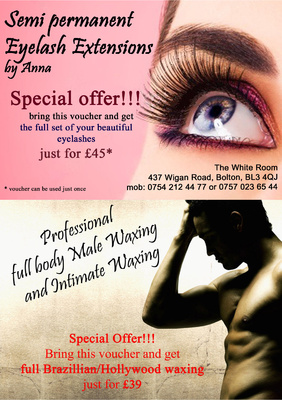 Semi permanent
Eyelash Extensions
by Anna
Special offer!!!
bring this voucher and get
the full set of your beautiful
eyelashes
just for £45*
The White Room
437 Wigan Road, Bolton, BL3 4QJ
* voucher can be used just once
mob: 0754 212 44 77 or 0757 023 65 44
Professional
full body Male Waxing
and Intimate Waxing
Special Offer!!!
Bring this voucher and get
full Brazillian/Hollywood waxing
just for £39